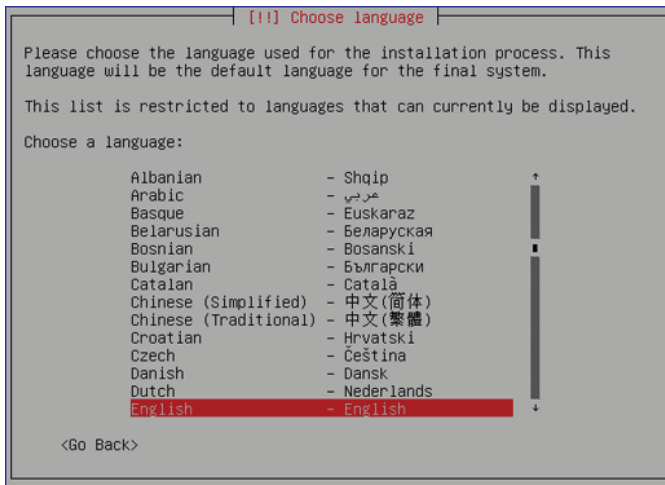 [!!] Choose language
Please choose the language used for the installation process. This
language will be the default language for the final system.
This list is restricted to languages that can currently be displayed.
Choose a language:
Albanian - Shqip
Arabic - عربي
Basque - Euskaraz
Belarusian - Беларуская
Bosnian - Bosanski
Bulgarian - Български
Catalan - Català
Chinese (Simplified) - 中文(简体)
Chinese (Traditional) - 中文(繁體)
Croatian - Hrvatski
Czech - Čeština
Danish - Dansk
Dutch - Nederlands
English - English
<Go Back>